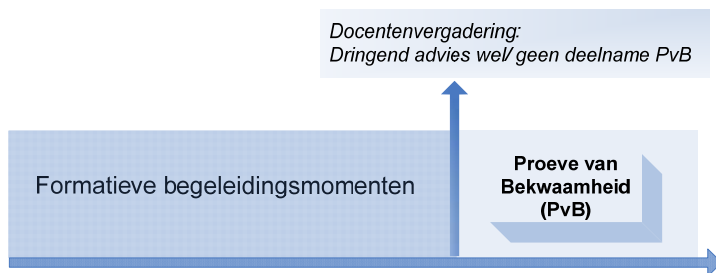 Docentenvergadering:
Dringend advies wel/ geen deelname PvB
Formatieve begeleidingsmomenten
Proeve van
Bekwaamheid
(PvB)